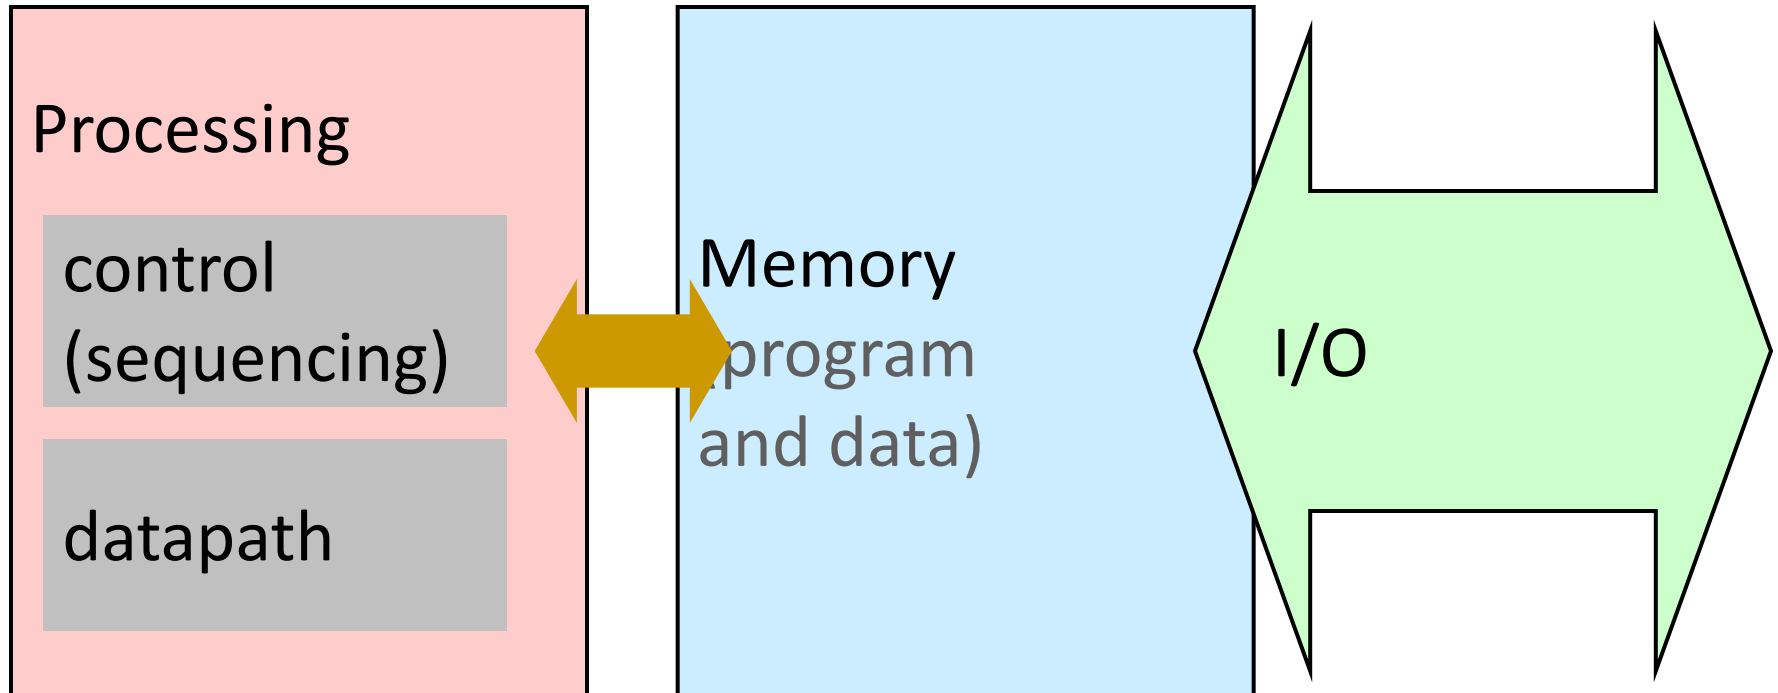 Processing
control
(sequencing)
datapath
Memory
(program
and data)
I/O